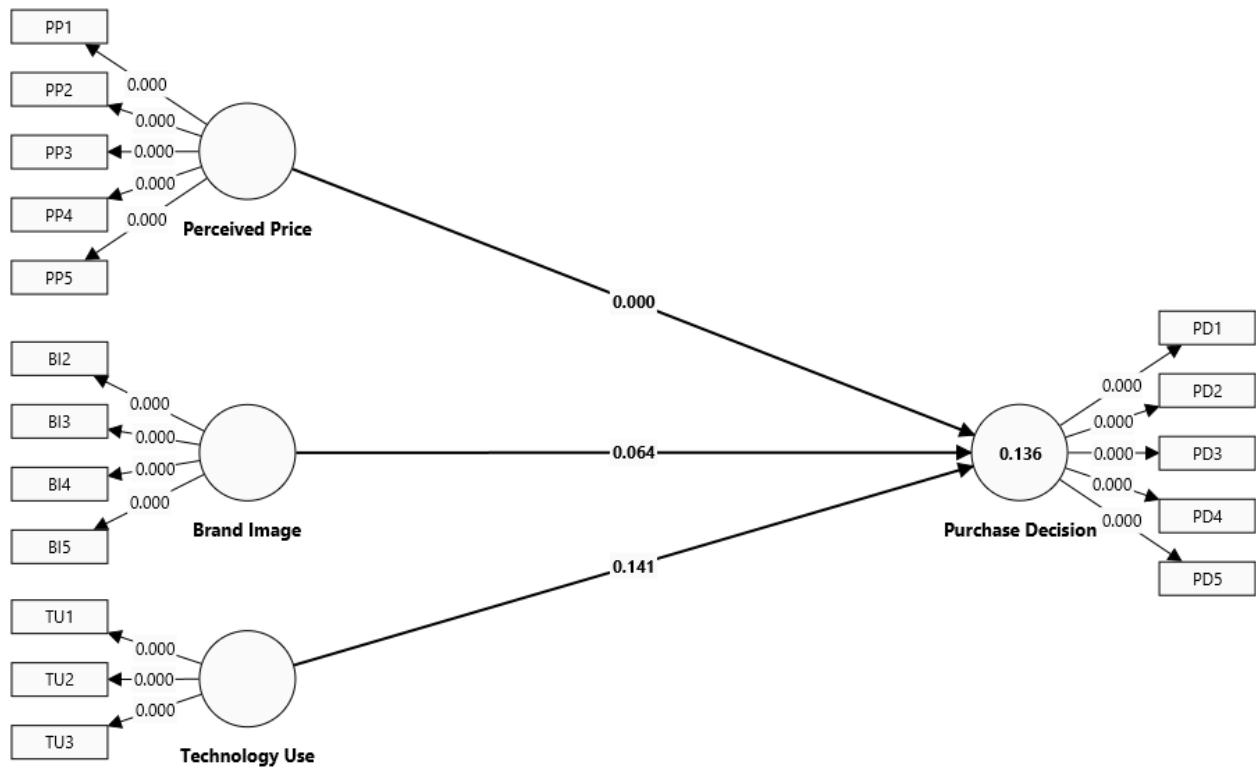 PP1
0.000
PP2
0.000
PP3
0.000
PP4
0.000
PP5
0.000
Perceived Price
0.000
BI2
0.000
BI3
0.000
BI4
0.000
BI5
0.000
Brand Image
0.064
TU1
0.000
TU2
0.000
TU3
0.000
Technology Use
0.141
0.136
Purchase Decision
PD1
0.000
PD2
0.000
PD3
0.000
PD4
0.000
PD5
0.000